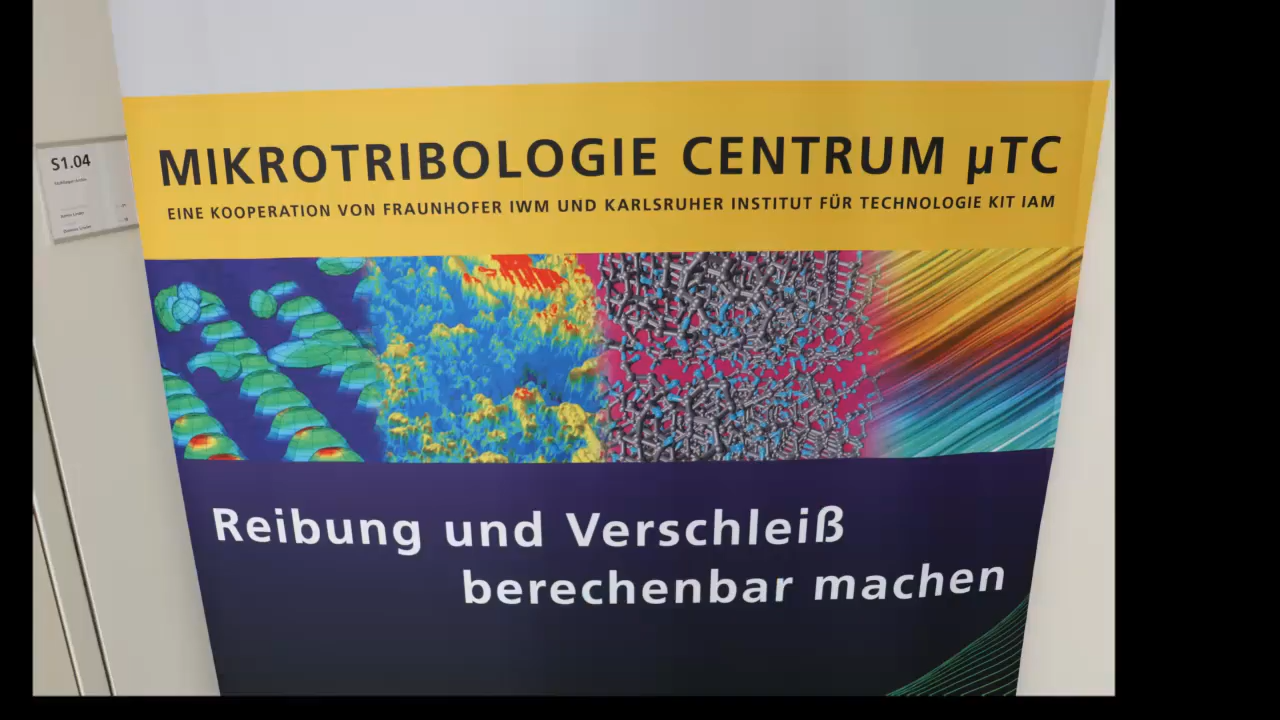 MIKROTRIBOLOGIE CENTRUM µTC
EINE KOOPERATION VON FRAUNHOFER IWM UND KARLSRUHER INSTITUT FÜR TECHNOLOGIE KIT IAM
S1.04
Reibung und Verschleiß
berechenbar machen